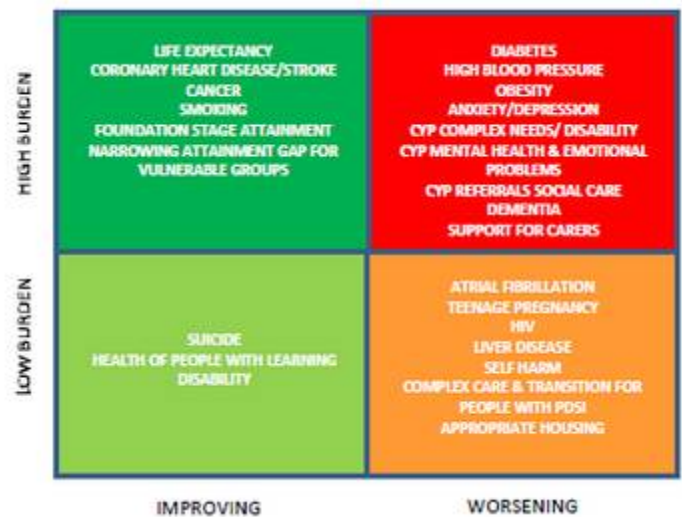 HIGH BURDEN
LIFE EXPECTANCY
CORONARY HEART DISEASE/STROKE
CANCER
SMOKING
FOUNDATION STAGE ATTAINMENT
NARROWING ATTAINMENT GAP FOR
VULNERABLE GROUPS
DIABETES
HIGH BLOOD PRESSURE
OBESITY
ANXIETY/DEPRESSION
CYP COMPLEX NEEDS/ DISABILITY
CYP MENTAL HEALTH & EMOTIONAL
PROBLEMS
CYP REFERRALS SOCIAL CARE
DEMENTIA
SUPPORT FOR CARERS
LOW BURDEN
SUICIDE
HEALTH OF PEOPLE WITH LEARNING
DISABILITY
ATRIAL FIBRILLATION
TEENAGE PREGNANCY
HIV
LIVER DISEASE
SELF HARM
COMPLEX CARE & TRANSITION FOR
PEOPLE WITH PDSI
APPROPRIATE HOUSING
IMPROVING
WORSENING